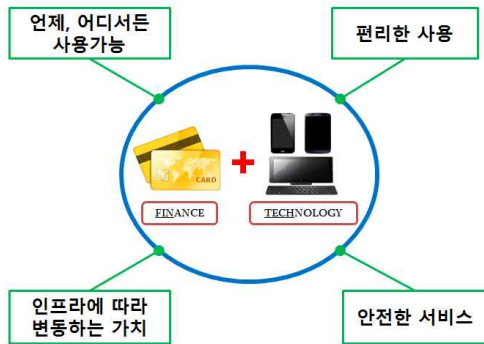 언제, 어디서든
사용가능
편리한 사용
CARD
FINANCE
TECHNOLOGY
인프라에 따라
변동하는 가치
안전한 서비스